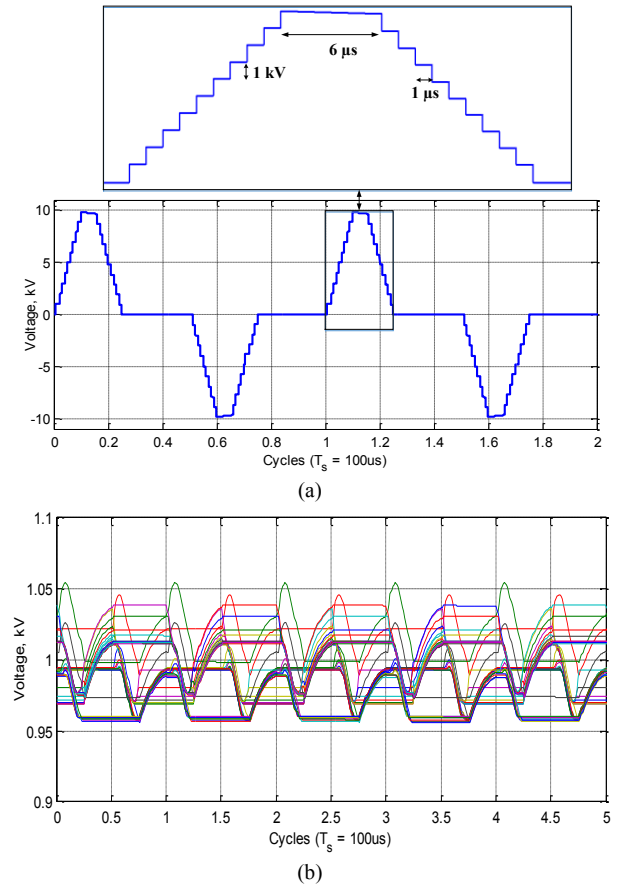 6 µs
1 kV
1 µs
10
5
0
-5
-10
Voltage, kV
0 0.2 0.4 0.6 0.8 1 1.2 1.4 1.6 1.8 2
Cycles (Ts = 100us)
(a)
1.1
1.05
1
0.95
0.9
Voltage, kV
0 0.5 1 1.5 2 2.5 3 3.5 4 4.5 5
Cycles (Ts = 100us)
(b)